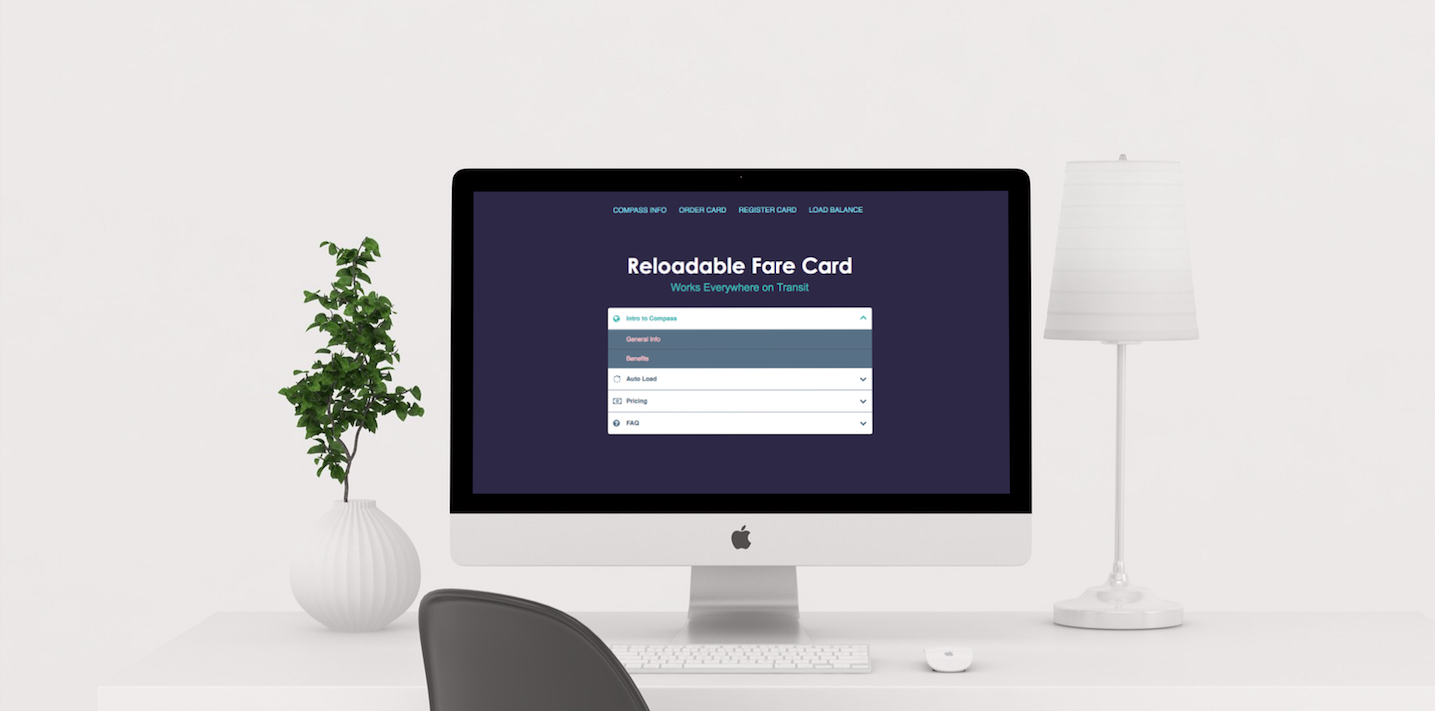 COMPASS INFO ORDER CARD REGISTER CARD LOAD BALANCE
Reloadable Fare Card
Works Everywhere on Transit
Intro to Compass
General Info
Benefits
Auto Load
Pricing
FAQ